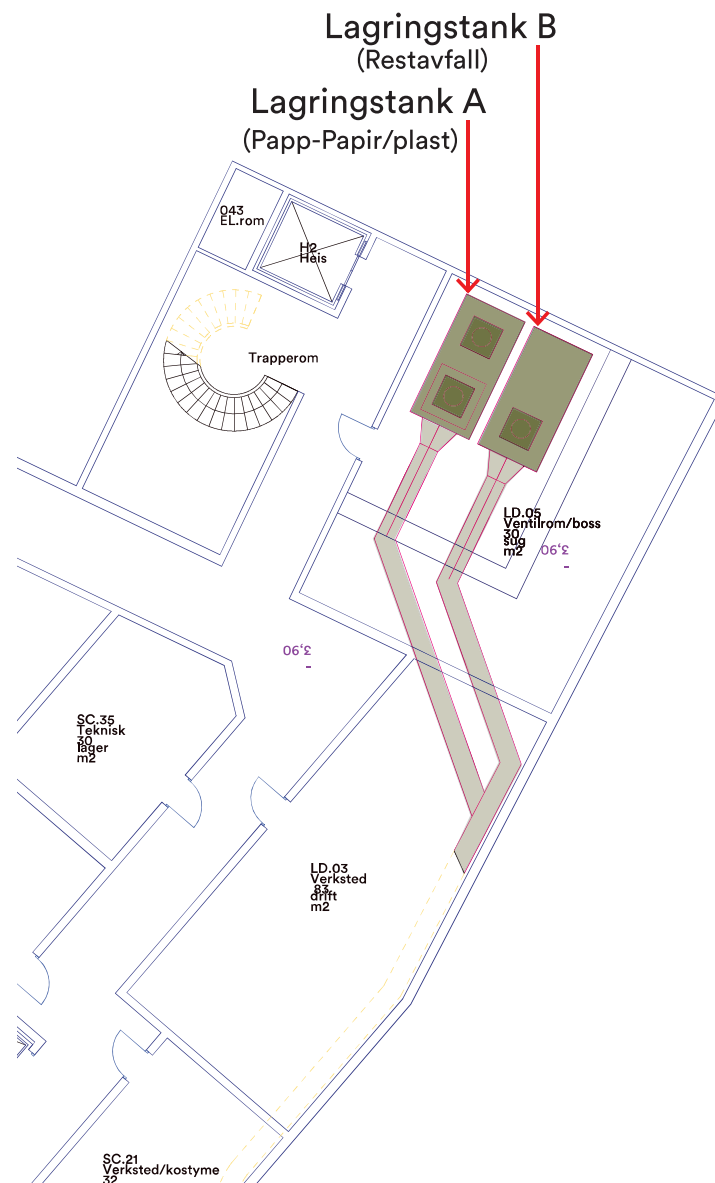 Lagringstank B
(Restavfall)
Lagringstank A
(Papp-Papir/plast)
043
EL.rom
H2
Heis
Trapperom
LD.05
Ventilrom/boss
30
sug
m2
3,90
3,90
SC.35
Teknisk
30
lager
m2
LD.03
Verksted
83
drift
m2
SC.21
Verksted/kostyme
32